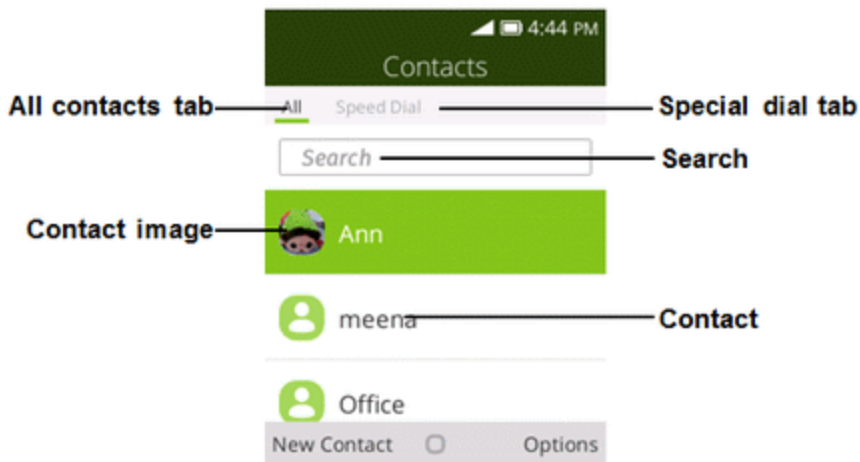 4:44 PM
Contacts
All contacts tab All Speed Dial Special dial tab
Search Search
Contact image Ann
meena Contact
Office
New Contact Options